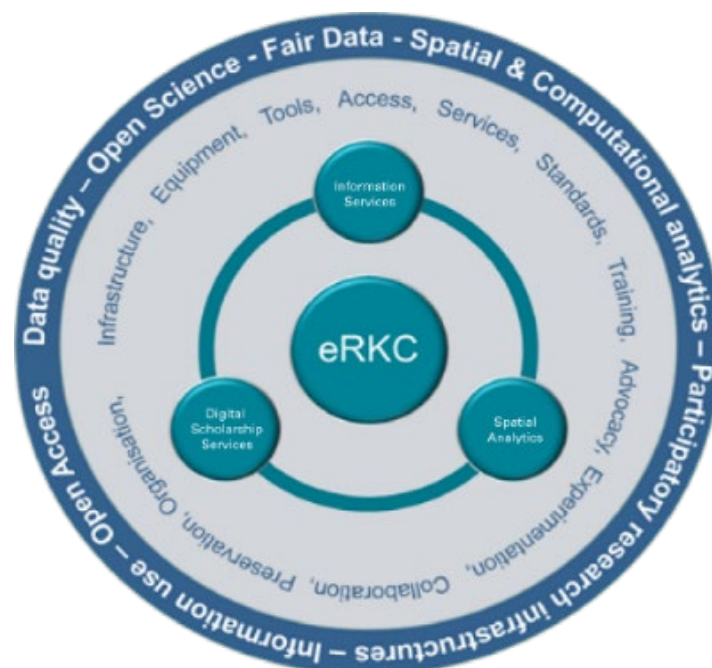 Data quality – Open Science - Fair Data - Spatial & Computational analytics – Participatory research infrastructures – Information use – Open Access
Infrastructure, Equipment, Tools, Access, Services, Standards, Training, Advocacy, Experimentation, Collaboration, Preservation, Organisation,
Information
Services
eRKC
Digital
Scholarship
Services
Spatial
Analytics